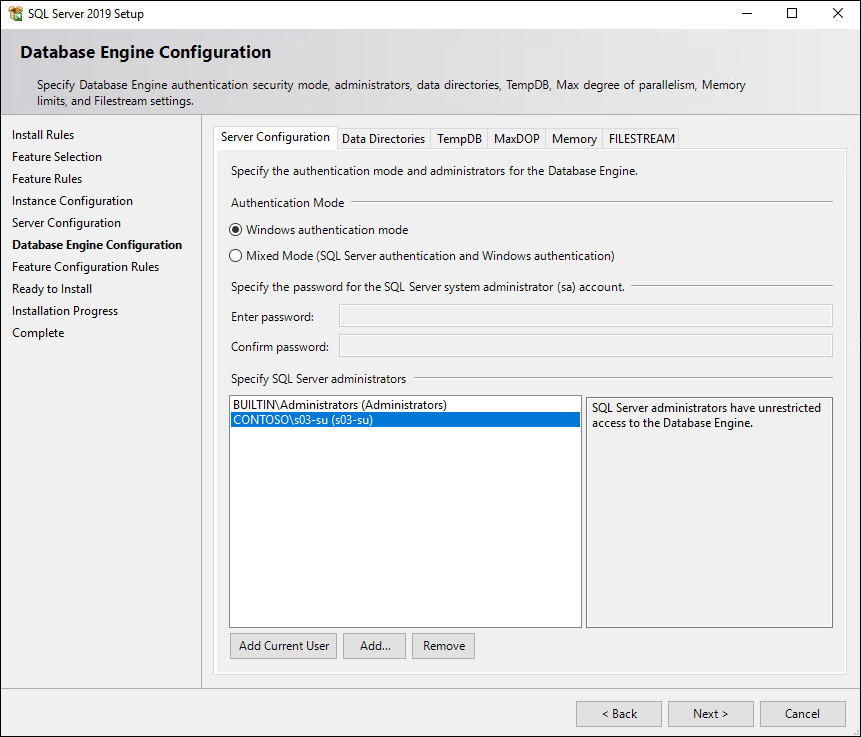 SQL Server 2019 Setup
Database Engine Configuration
Specify Database Engine authentication security mode, administrators, data directories, TempDB, Max degree of parallelism, Memory
limits, and Filestream settings.
Install Rules
Feature Selection
Feature Rules
Instance Configuration
Server Configuration
Database Engine Configuration
Feature Configuration Rules
Ready to Install
Installation Progress
Complete
Server Configuration Data Directories TempDB MaxDOP Memory FILESTREAM
Specify the authentication mode and administrators for the Database Engine.
Authentication Mode
Windows authentication mode
Mixed Mode (SQL Server authentication and Windows authentication)
Specify the password for the SQL Server system administrator (sa) account.
Enter password:
Confirm password:
Specify SQL Server administrators
BUILTIN\Administrators (Administrators)
CONTOSO\s03-su (s03-su)
SQL Server administrators have unrestricted
access to the Database Engine.
Add Current User Add... Remove
< Back Next > Cancel